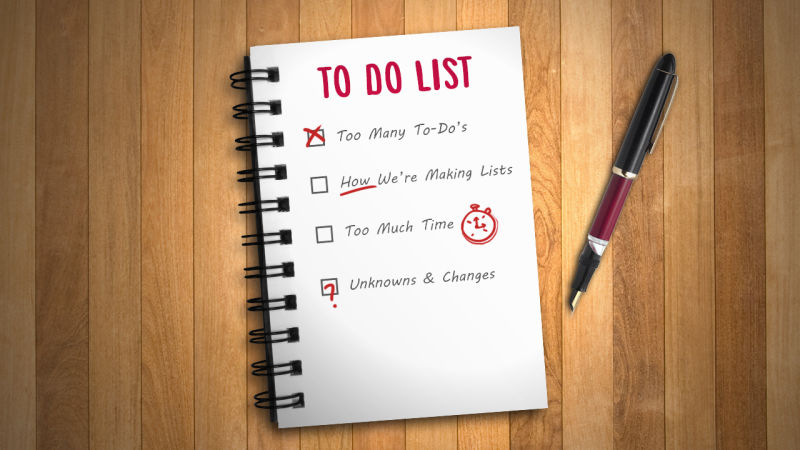 TO DO LIST
Too Many To-Do's
How We're Making Lists
Too Much Time
?
Unknowns & Changes